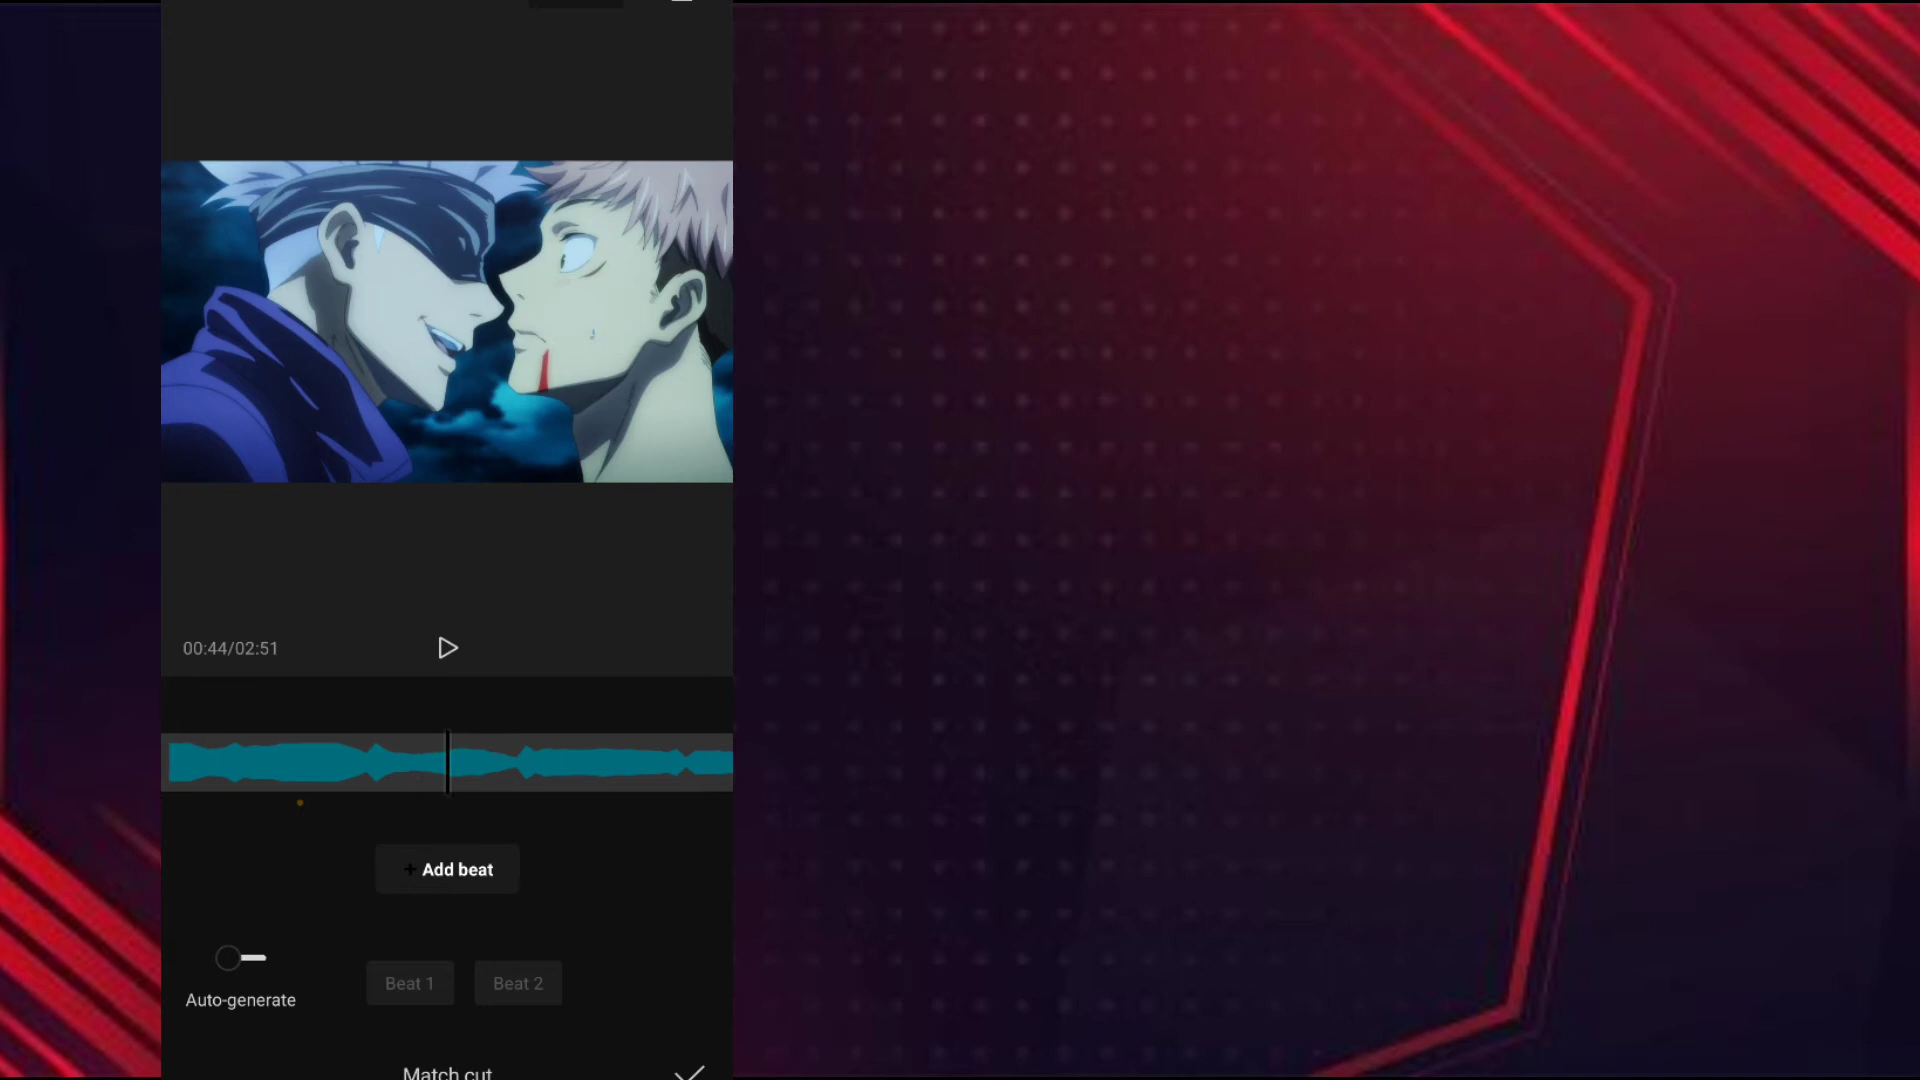 00:44/02:51
+ Add beat
Auto-generate
Beat 1
Beat 2
Match cut